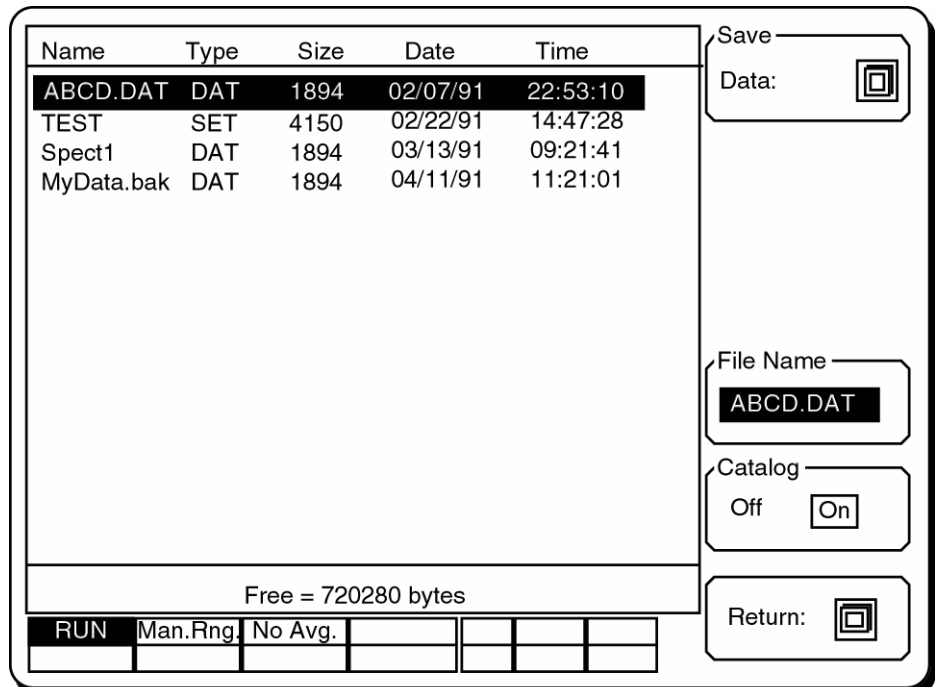 Name Type Size Date Time
ABCD.DAT DAT 1894 02/07/91 22:53:10
TEST SET 4150 02/22/91 14:47:28
Spect1 DAT 1894 03/13/91 09:21:41
MyData.bak DAT 1894 04/11/91 11:21:01
Free = 720280 bytes
RUN Man.Rng. No Avg.
Save
Data:
File Name
ABCD.DAT
Catalog
Off On
Return: